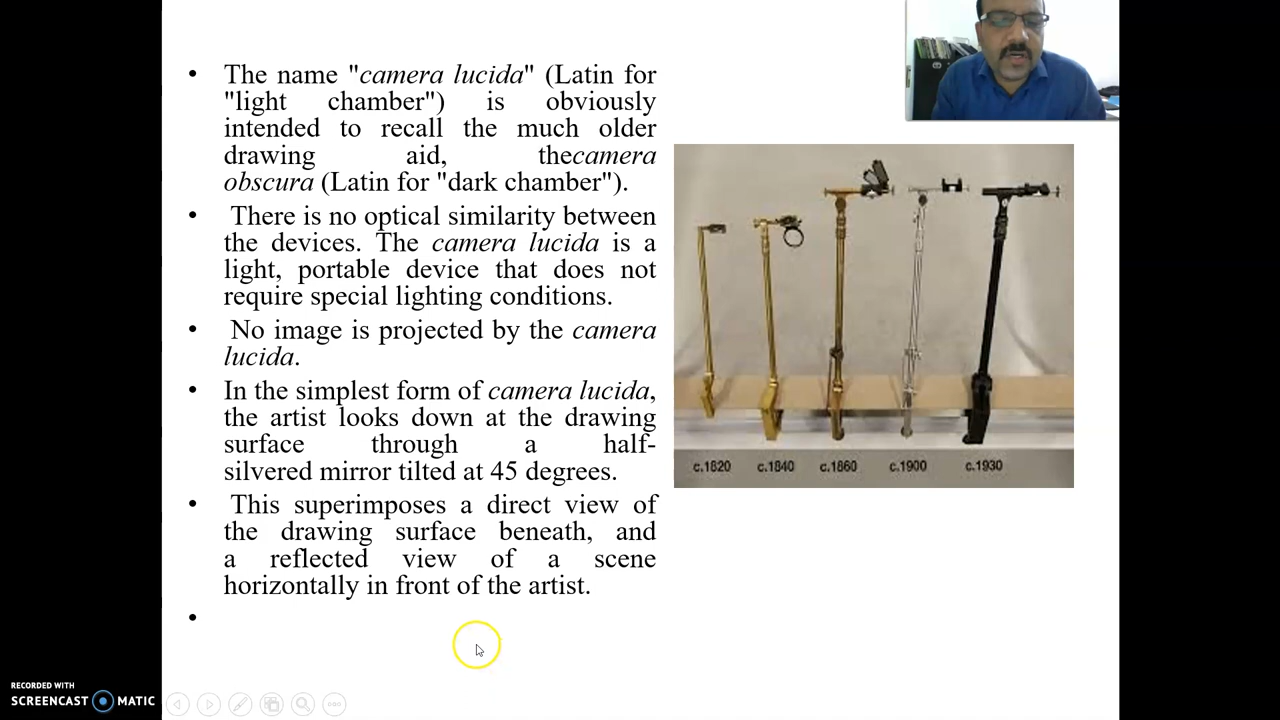 • The name "camera lucida" (Latin for
"light chamber") is obviously
intended to recall the much older
drawing aid, thecamera
obscura (Latin for "dark chamber").
• There is no optical similarity between
the devices. The camera lucida is a
light, portable device that does not
require special lighting conditions.
• No image is projected by the camera
lucida.
• In the simplest form of camera lucida,
the artist looks down at the drawing
surface through a half-
silvered mirror tilted at 45 degrees.
• This superimposes a direct view of
the drawing surface beneath, and
a reflected view of a scene
horizontally in front of the artist.
•
c.1820 c.1840 c.1860 c.1900 c.1930
RECORDED WITH
SCREENCAST MATIC